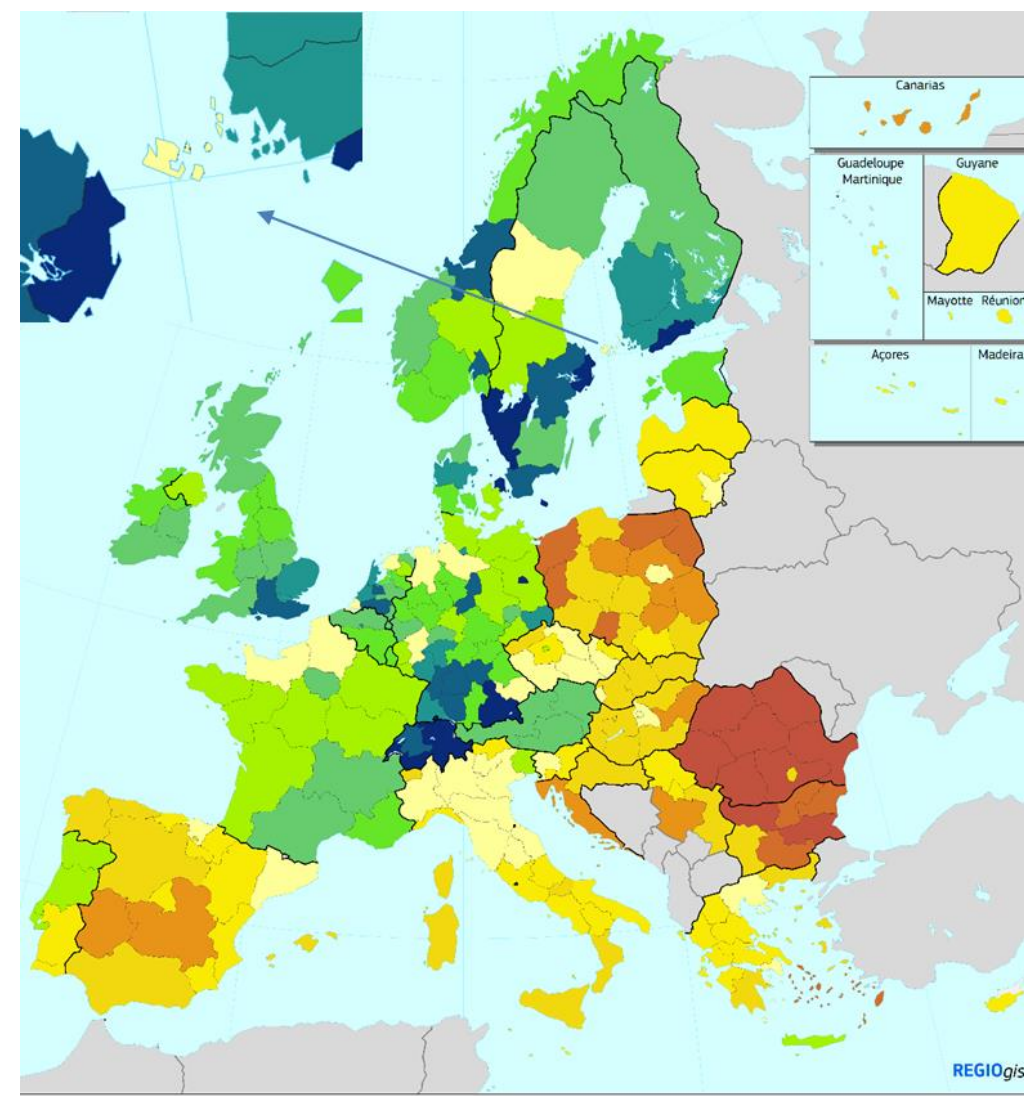 Canarias
Guadeloupe
Martinique
Guyane
Mayotte
Réunion
Açores
Madeira
REGIOgis